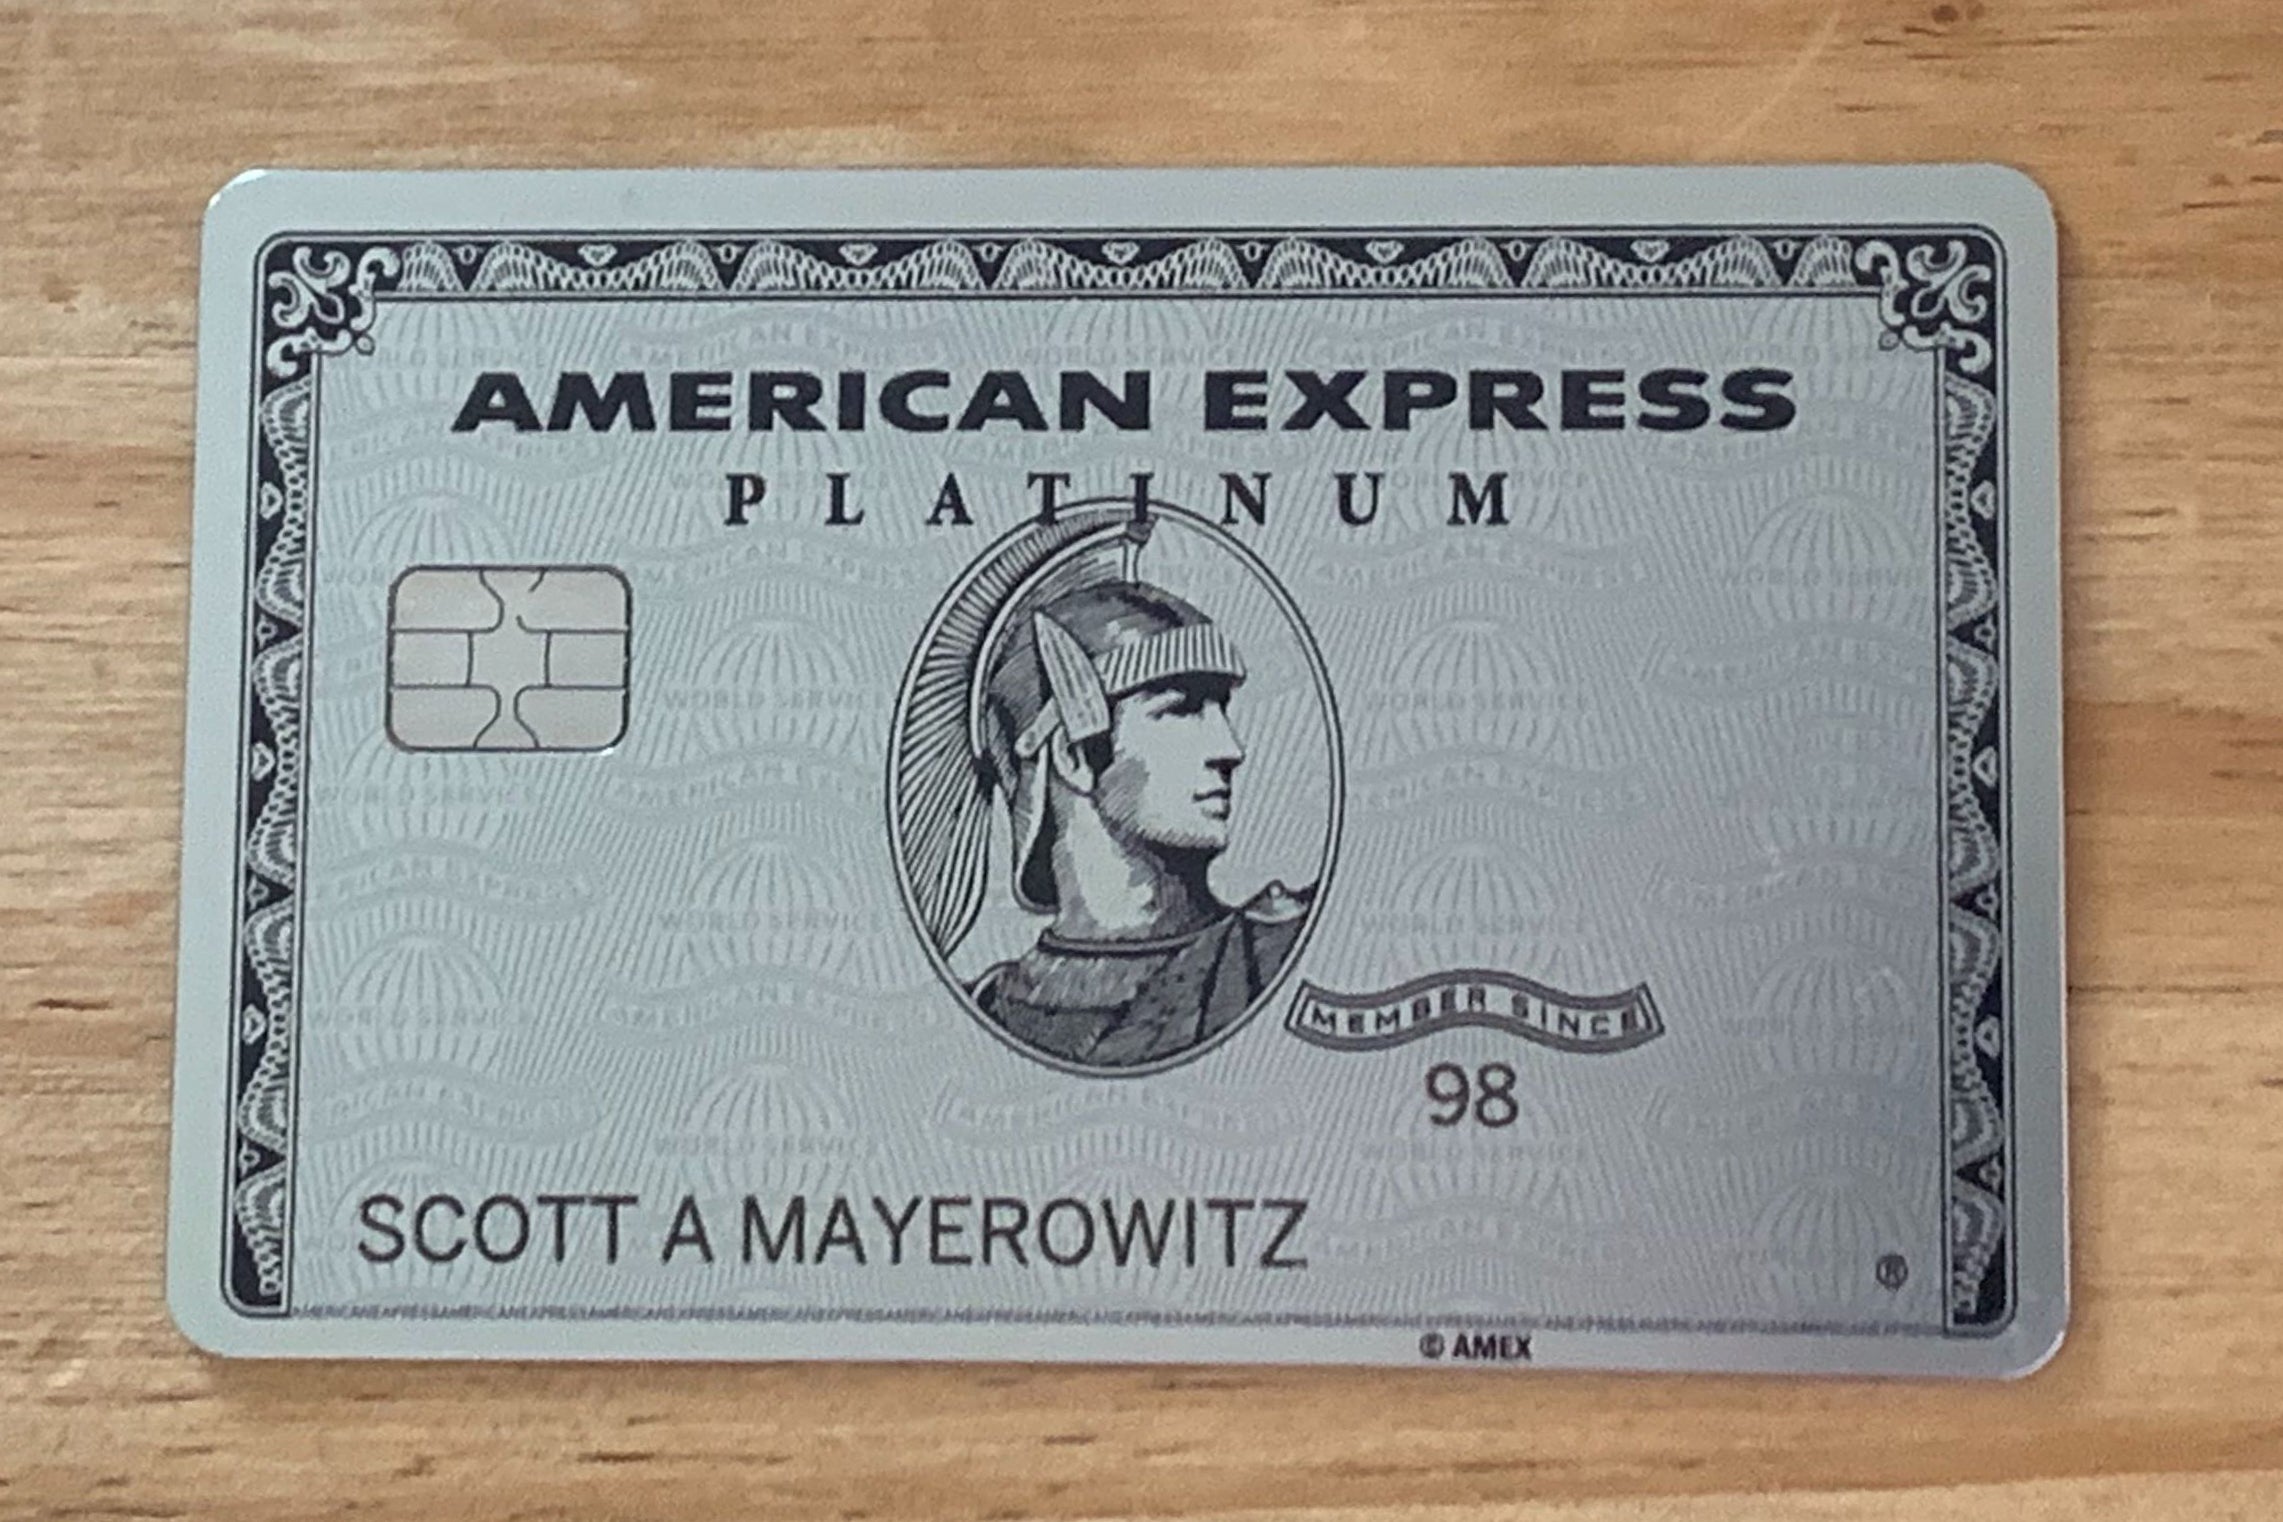 AMERICAN EXPRESS
PLATINUM
MEMBER SINCE
98
SCOTT A MAYEROWITZ
®
© AMEX